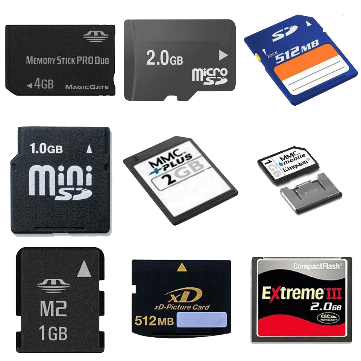 MEMORY STICK PRO DUO
4GB
MAGICGATE
2.0GB
micro
SD
SD
512MB
1.0GB
mini
SD
MMC
PLUS
2GB
MMC
mobile
Kingston
M2
1GB
xD
xD-Picture Card
512MB
CompactFlash
Extreme III
2.0GB